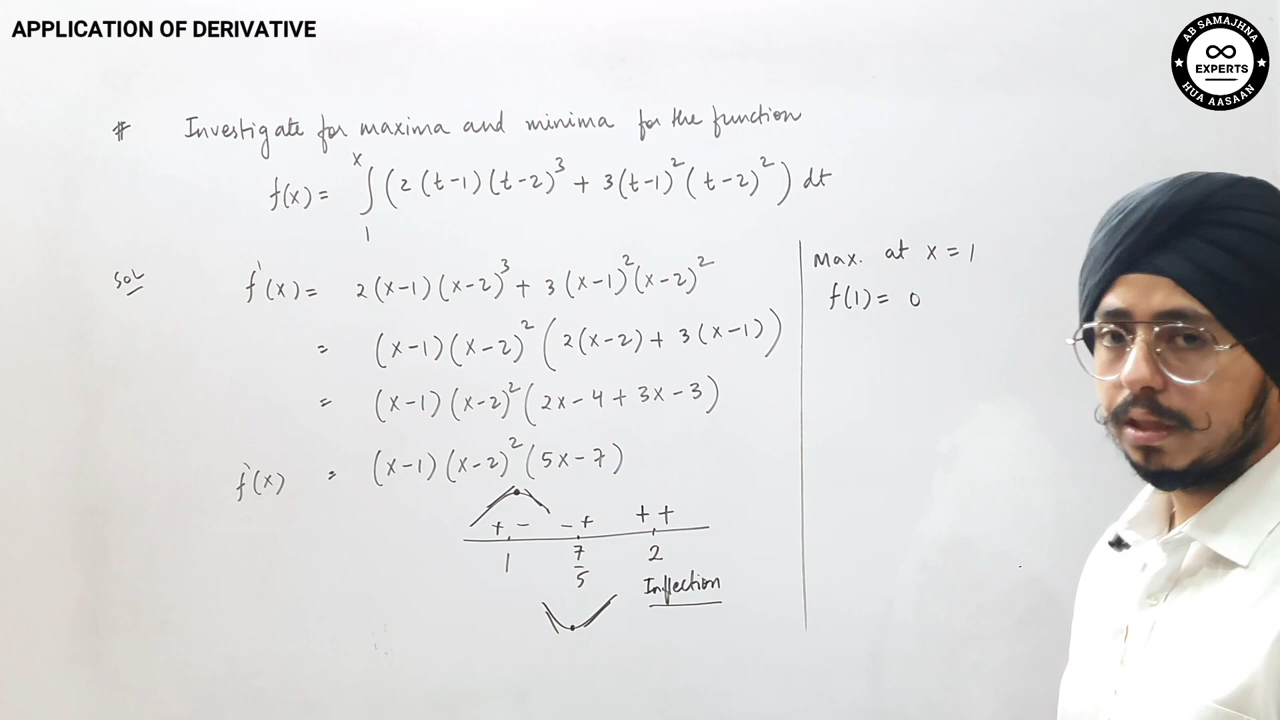 APPLICATION OF DERIVATIVE
AB SAMAJHNA
∞
EXPERTS
HUA AASAAN
# Investigate for maxima and minima for the function
f(x) = ∫₁ˣ (2(t-1)(t-2)³ + 3(t-1)²(t-2)²) dt
Sol f'(x) = 2(x-1)(x-2)³ + 3(x-1)²(x-2)²
= (x-1)(x-2)²(2(x-2) + 3(x-1))
= (x-1)(x-2)²(2x-4+3x-3)
f'(x) = (x-1)(x-2)²(5x-7)
+ - - + + +
1 7/5 2
Inflection
Max. at x = 1
f(1) = 0